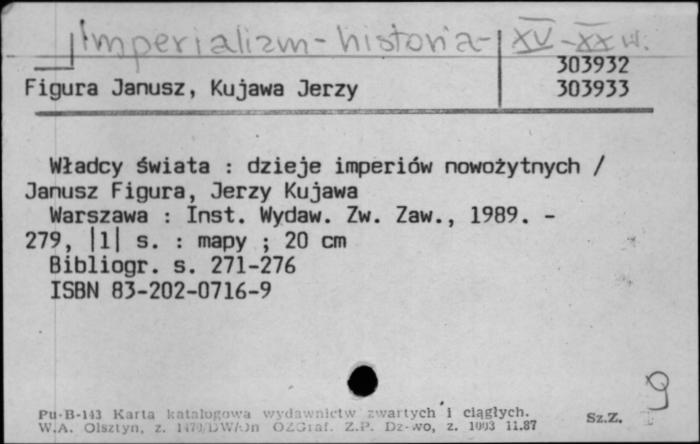 Imperializm - historia - XV - XX w.
303932
Figura Janusz, Kujawa Jerzy 303933
Władcy świata : dzieje imperiów nowożytnych /
Janusz Figura, Jerzy Kujawa
Warszawa : Inst. Wydaw. Zw. Zaw., 1989. -
279, |1| s. : mapy ; 20 cm
Bibliogr. s. 271-276
ISBN 83-202-0716-9
Pu-B-143 Karta katalogowa wydawnictw zwartych i ciągłych.
W.A. Olsztyn, z. OZGraf. Z.P. Dz-wo, z. 11.87 Sz.Z.